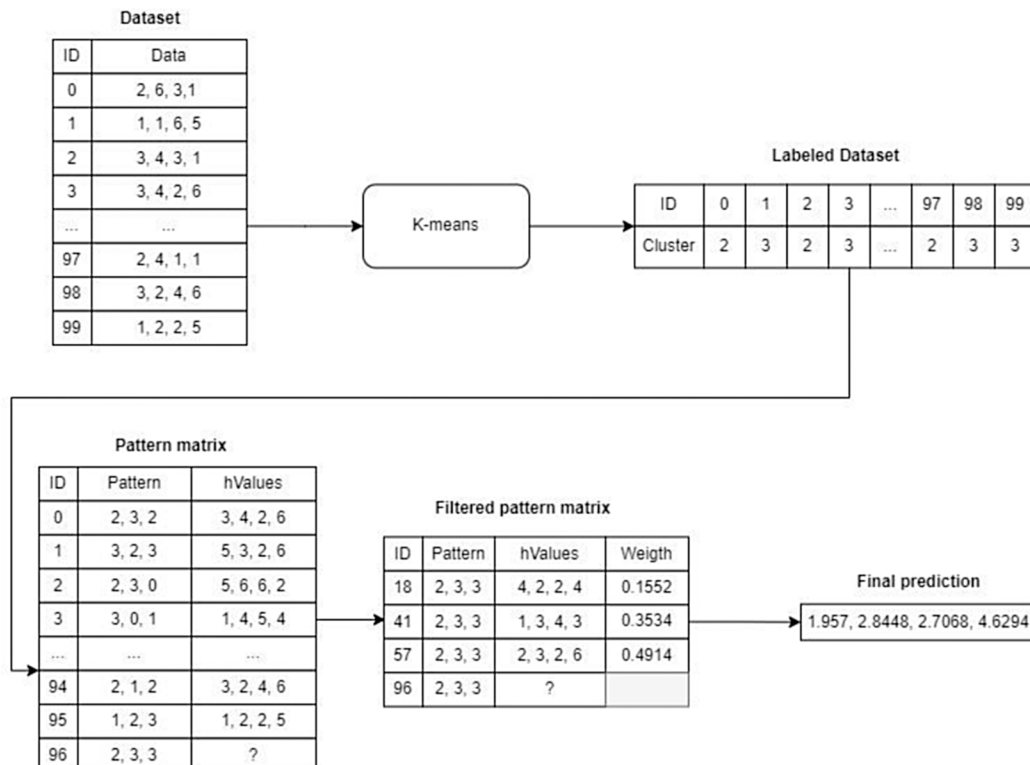 Dataset
ID Data
0 2, 6, 3,1
1 1, 1, 6, 5
2 3, 4, 3, 1
3 3, 4, 2, 6
... ...
97 2, 4, 1, 1
98 3, 2, 4, 6
99 1, 2, 2, 5
K-means
Labeled Dataset
ID 0 1 2 3 ... 97 98 99
Cluster 2 3 2 3 ... 2 3 3
Pattern matrix
ID Pattern hValues
0 2, 3, 2 3, 4, 2, 6
1 3, 2, 3 5, 3, 2, 6
2 2, 3, 0 5, 6, 6, 2
3 3, 0, 1 1, 4, 5, 4
... ... ...
94 2, 1, 2 3, 2, 4, 6
95 1, 2, 3 1, 2, 2, 5
96 2, 3, 3 ?
Filtered pattern matrix
ID Pattern hValues Weigth
18 2, 3, 3 4, 2, 2, 4 0.1552
41 2, 3, 3 1, 3, 4, 3 0.3534
57 2, 3, 3 2, 3, 2, 6 0.4914
96 2, 3, 3 ?
Final prediction
1.957, 2.8448, 2.7068, 4.6294